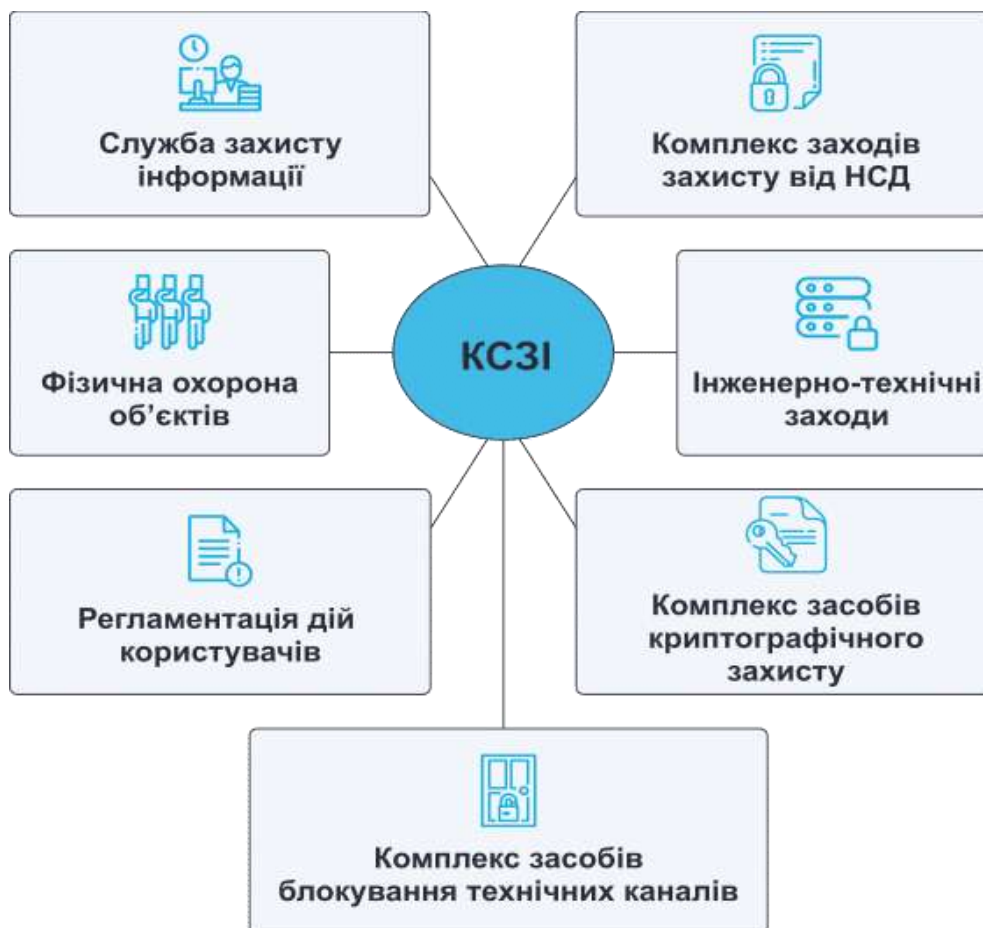 Служба захисту
інформації
Комплекс заходів
захисту від НСД
Фізична охорона
об’єктів
КСЗІ
Інженерно-технічні
заходи
Регламентація дій
користувачів
Комплекс засобів
криптографічного
захисту
Комплекс засобів
блокування технічних каналів